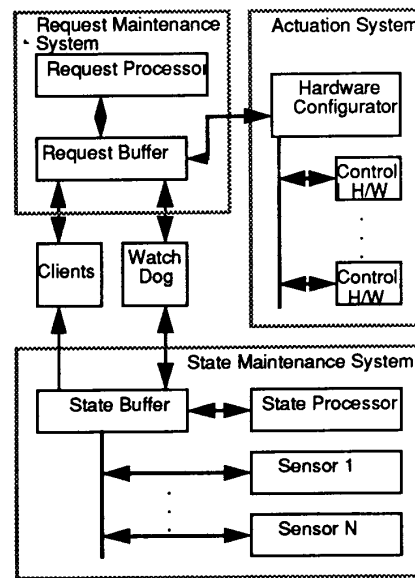 Request Maintenance
System
Request Processor
Request Buffer
Actuation System
Hardware
Configurator
Control
H/W
Control
H/W
Clients
Watch
Dog
State Maintenance System
State Buffer
State Processor
Sensor 1
Sensor N